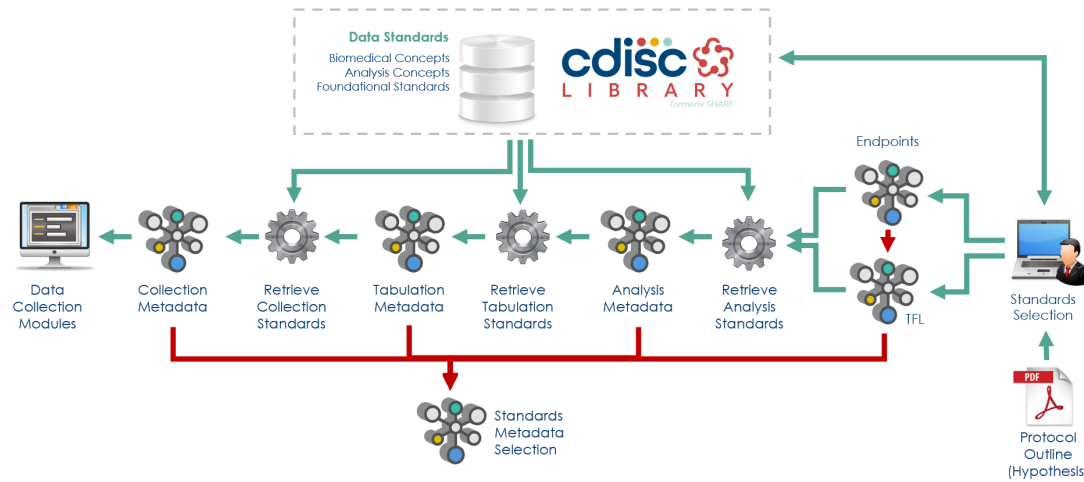 Data Standards
Biomedical Concepts
Analysis Concepts
Foundational Standards
cdisc
LIBRARY
formerly SHARE
Endpoints
TFL
Data
Collection
Modules
Collection
Metadata
Retrieve
Collection
Standards
Tabulation
Metadata
Retrieve
Tabulation
Standards
Analysis
Metadata
Retrieve
Analysis
Standards
Standards
Selection
PDF
Protocol
Outline
(Hypothesis
Standards
Metadata
Selection